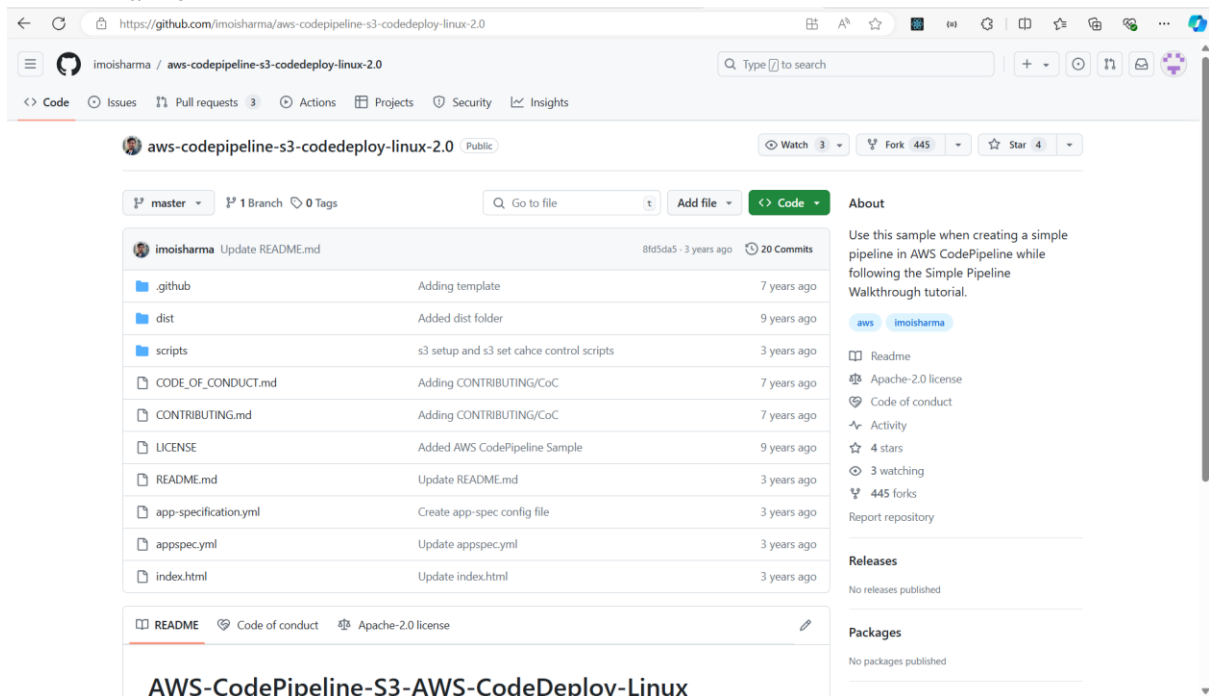 https://github.com/imoisharma/aws-codepipeline-s3-codedeploy-linux-2.0
imoisharma / aws-codepipeline-s3-codedeploy-linux-2.0
Type / to search
<> Code Issues Pull requests 3 Actions Projects Security Insights
aws-codepipeline-s3-codedeploy-linux-2.0 Public
Watch 3 Fork 445 Star 4
master 1 Branch 0 Tags Go to file t Add file <> Code
imoisharma Update README.md 8fd5da5 · 3 years ago 20 Commits
.github Adding template 7 years ago
dist Added dist folder 9 years ago
scripts s3 setup and s3 set cahce control scripts 3 years ago
CODE_OF_CONDUCT.md Adding CONTRIBUTING/CoC 7 years ago
CONTRIBUTING.md Adding CONTRIBUTING/CoC 7 years ago
LICENSE Added AWS CodePipeline Sample 9 years ago
README.md Update README.md 3 years ago
app-specification.yml Create app-spec config file 3 years ago
appspec.yml Update appspec.yml 3 years ago
index.html Update index.html 3 years ago
README Code of conduct Apache-2.0 license
AWS-CodePipeline-S3-AWS-CodeDeploy-Linux
About
Use this sample when creating a simple
pipeline in AWS CodePipeline while
following the Simple Pipeline
Walkthrough tutorial.
aws imoisharma
Readme
Apache-2.0 license
Code of conduct
Activity
4 stars
3 watching
445 forks
Report repository
Releases
No releases published
Packages
No packages published